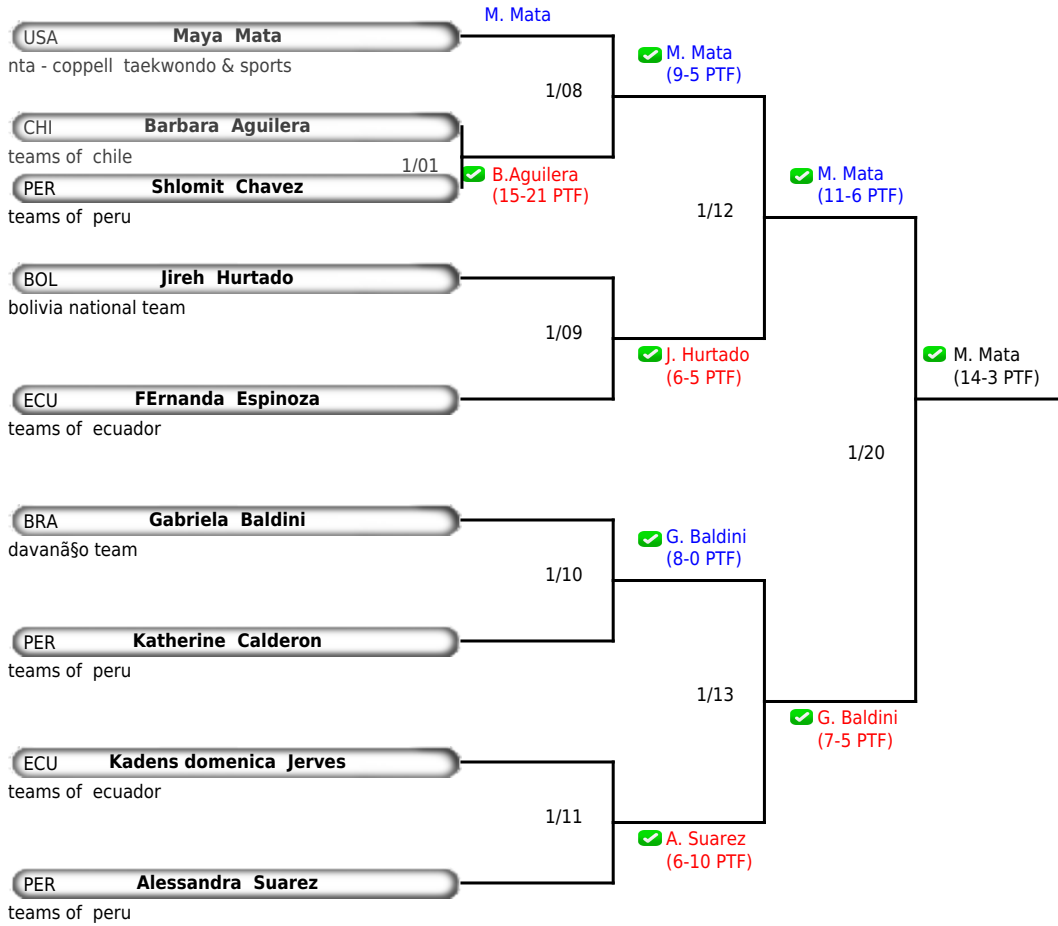 M. Mata
USA Maya Mata
nta - coppell taekwondo & sports
M. Mata
(9-5 PTF)
1/08
CHI Barbara Aguilera
teams of chile
1/01
B.Aguilera
(15-21 PTF)
PER Shlomit Chavez
teams of peru
M. Mata
(11-6 PTF)
1/12
BOL Jireh Hurtado
bolivia national team
1/09
J. Hurtado
(6-5 PTF)
M. Mata
(14-3 PTF)
ECU FErnanda Espinoza
teams of ecuador
1/20
BRA Gabriela Baldini
davanã§o team
G. Baldini
(8-0 PTF)
1/10
PER Katherine Calderon
teams of peru
1/13
G. Baldini
(7-5 PTF)
ECU Kadens domenica Jerves
teams of ecuador
1/11
A. Suarez
(6-10 PTF)
PER Alessandra Suarez
teams of peru